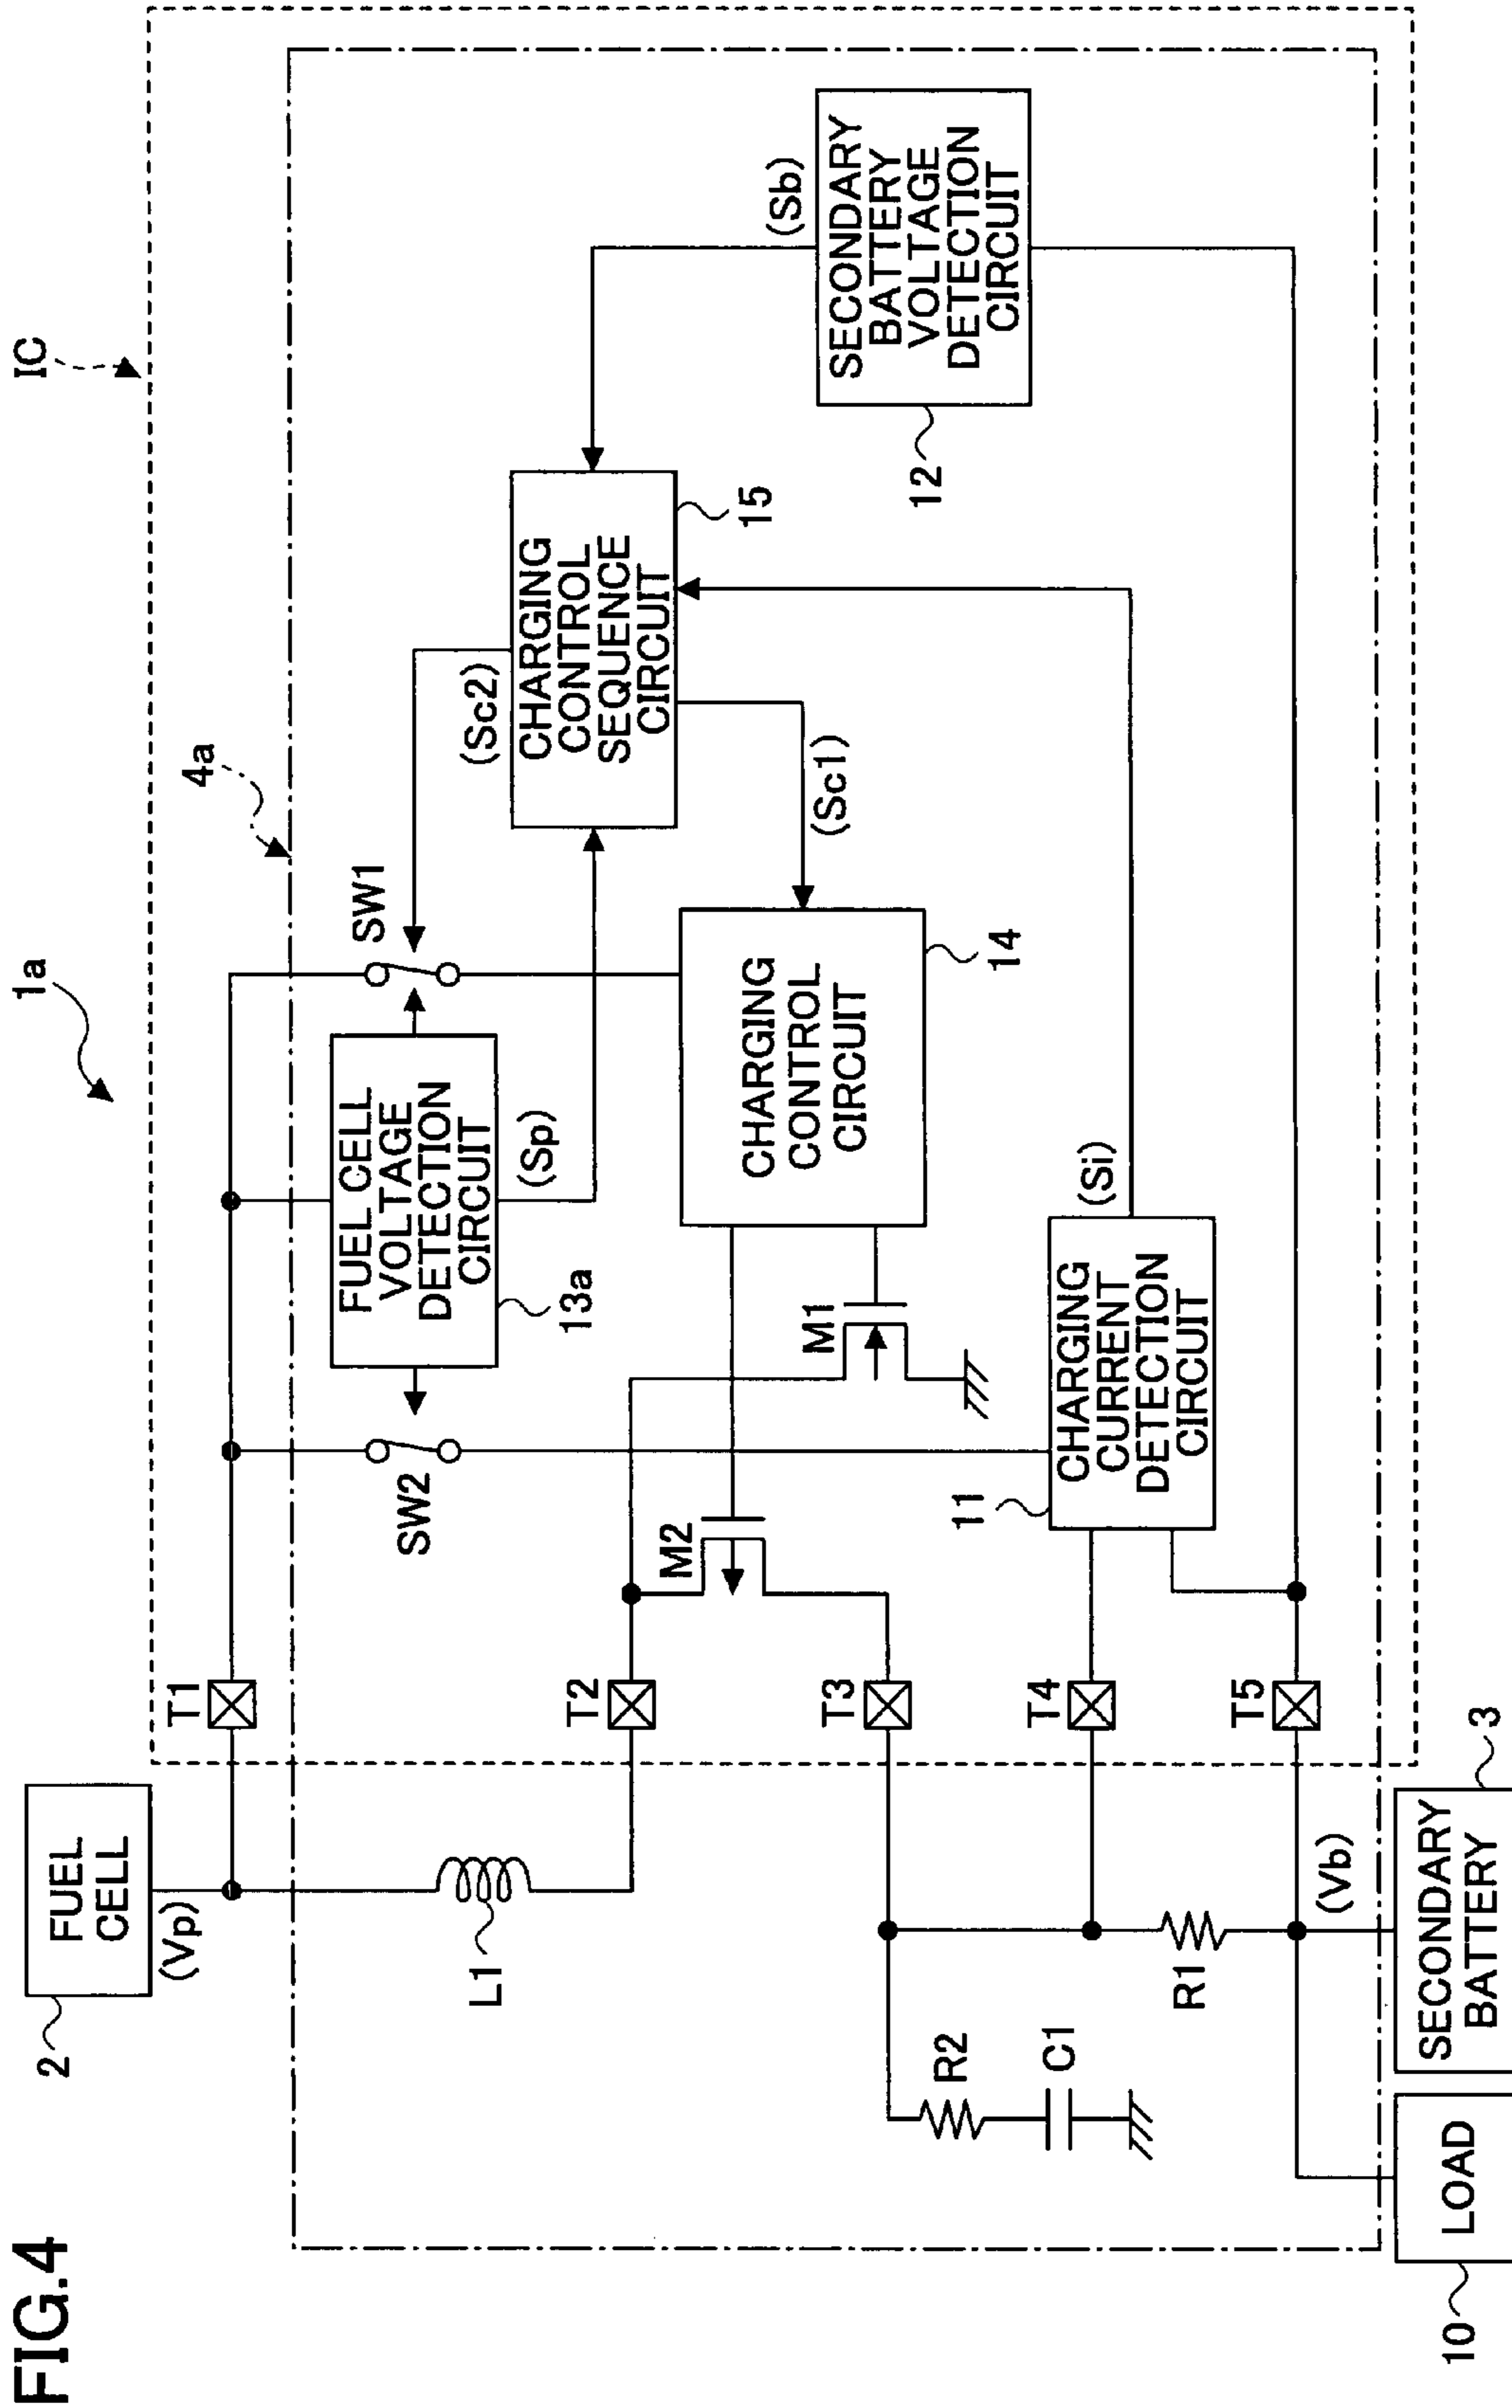 FIG.4
1a
IC
4a
2
FUEL
CELL
(Vp)
T1
SW2
FUEL CELL
VOLTAGE
DETECTION
CIRCUIT
13a
(Sp)
SW1
(Sc2)
CHARGING
CONTROL
SEQUENCE
CIRCUIT
15
(Sc1)
(Sb)
SECONDARY
BATTERY
VOLTAGE
DETECTION
CIRCUIT
12
L1
T2
M2
M1
CHARGING
CONTROL
CIRCUIT
14
T3
R2
C1
R1
T4
11
CHARGING
CURRENT
DETECTION
CIRCUIT
(Si)
T5
(Vb)
10
LOAD
SECONDARY
BATTERY
3